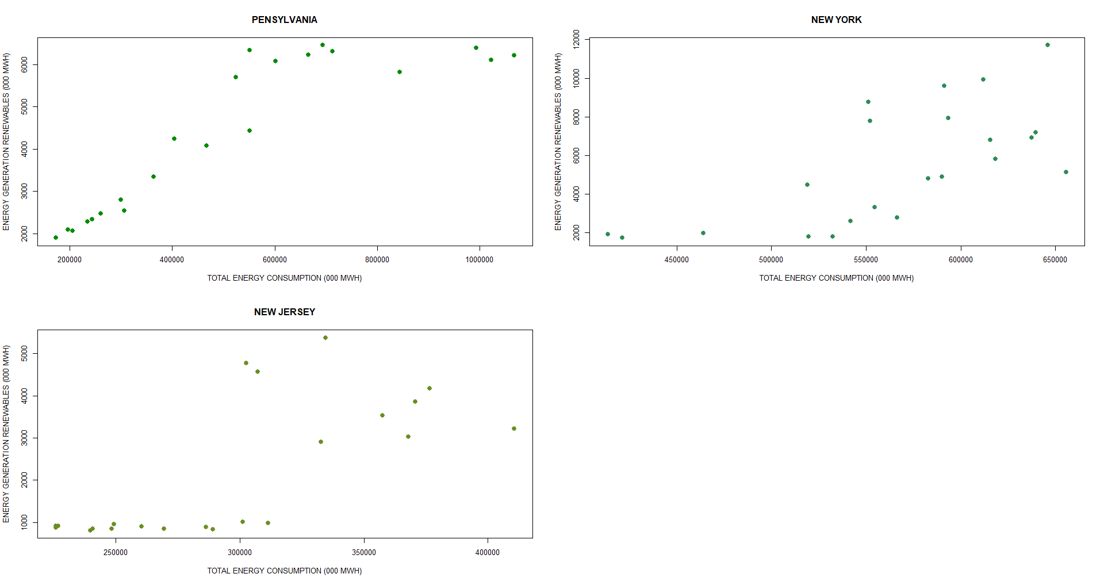 PENSYLVANIA
ENERGY GENERATION RENEWABLES (000 MWH)
6000
5000
4000
3000
2000
200000 400000 600000 800000 1000000
TOTAL ENERGY CONSUMPTION (000 MWH)
NEW YORK
ENERGY GENERATION RENEWABLES (000 MWH)
12000
10000
8000
6000
4000
2000
450000 500000 550000 600000 650000
TOTAL ENERGY CONSUMPTION (000 MWH)
NEW JERSEY
ENERGY GENERATION RENEWABLES (000 MWH)
5000
4000
3000
2000
1000
250000 300000 350000 400000
TOTAL ENERGY CONSUMPTION (000 MWH)